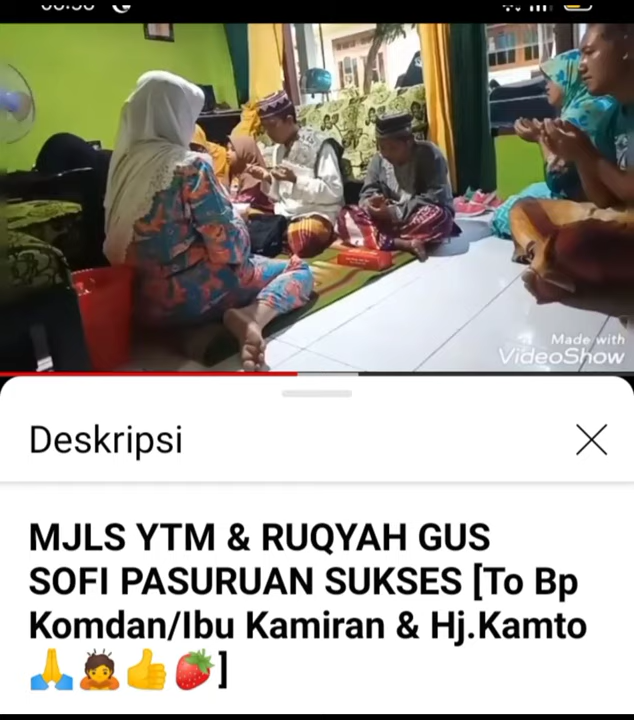 Made with
VideoShow
Deskripsi
MJLS YTM & RUQYAH GUS
SOFI PASURUAN SUKSES [To Bp
Komdan/Ibu Kamiran & Hj.Kamto
🙏🙇👍🍓]